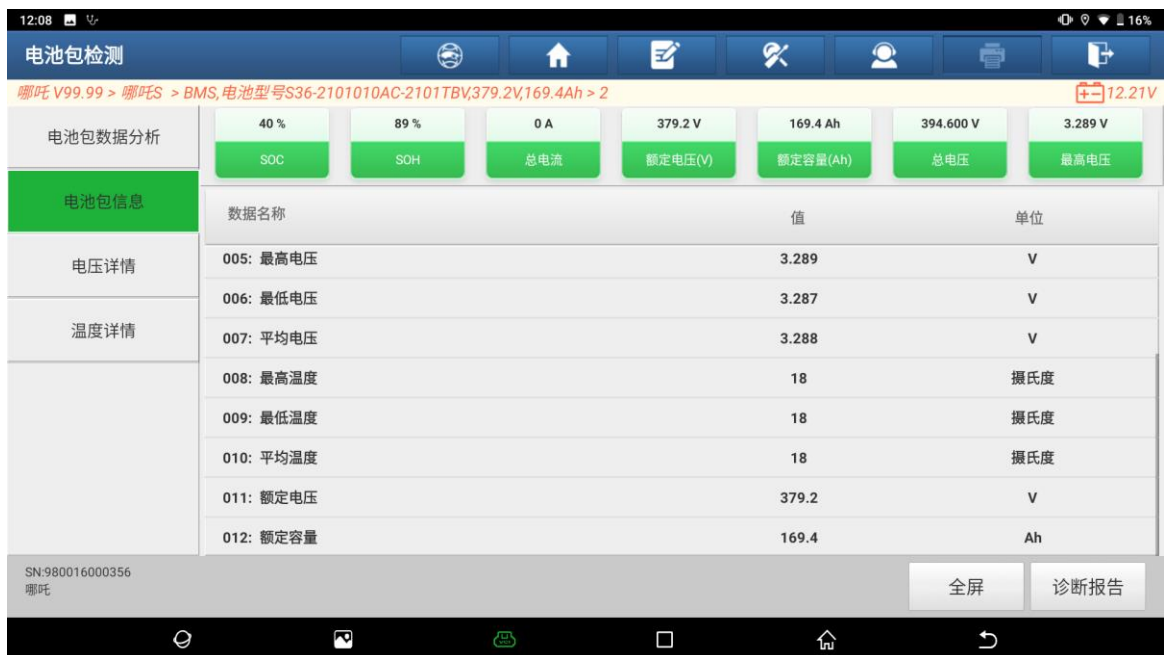 12:08 16%
电池包检测
哪吒 V99.99 > 哪吒S > BMS,电池型号S36-2101010AC-2101TBV,379.2V,169.4Ah > 2 12.21V
电池包数据分析
电池包信息
电压详情
温度详情
40 % 89 % 0 A 379.2 V 169.4 Ah 394.600 V 3.289 V
SOC SOH 总电流 额定电压(V) 额定容量(Ah) 总电压 最高电压
数据名称 值 单位
005: 最高电压 3.289 V
006: 最低电压 3.287 V
007: 平均电压 3.288 V
008: 最高温度 18 摄氏度
009: 最低温度 18 摄氏度
010: 平均温度 18 摄氏度
011: 额定电压 379.2 V
012: 额定容量 169.4 Ah
SN:980016000356
哪吒
全屏 诊断报告